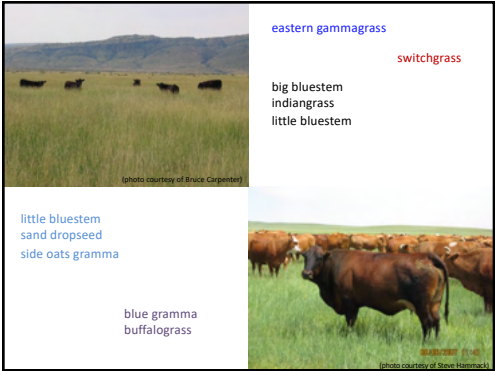 eastern gammagrass
switchgrass
big bluestem
indiangrass
little bluestem
(photo courtesy of Bruce Carpenter)
little bluestem
sand dropseed
side oats gramma
blue gramma
buffalograss
(photo courtesy of Steve Hammack)